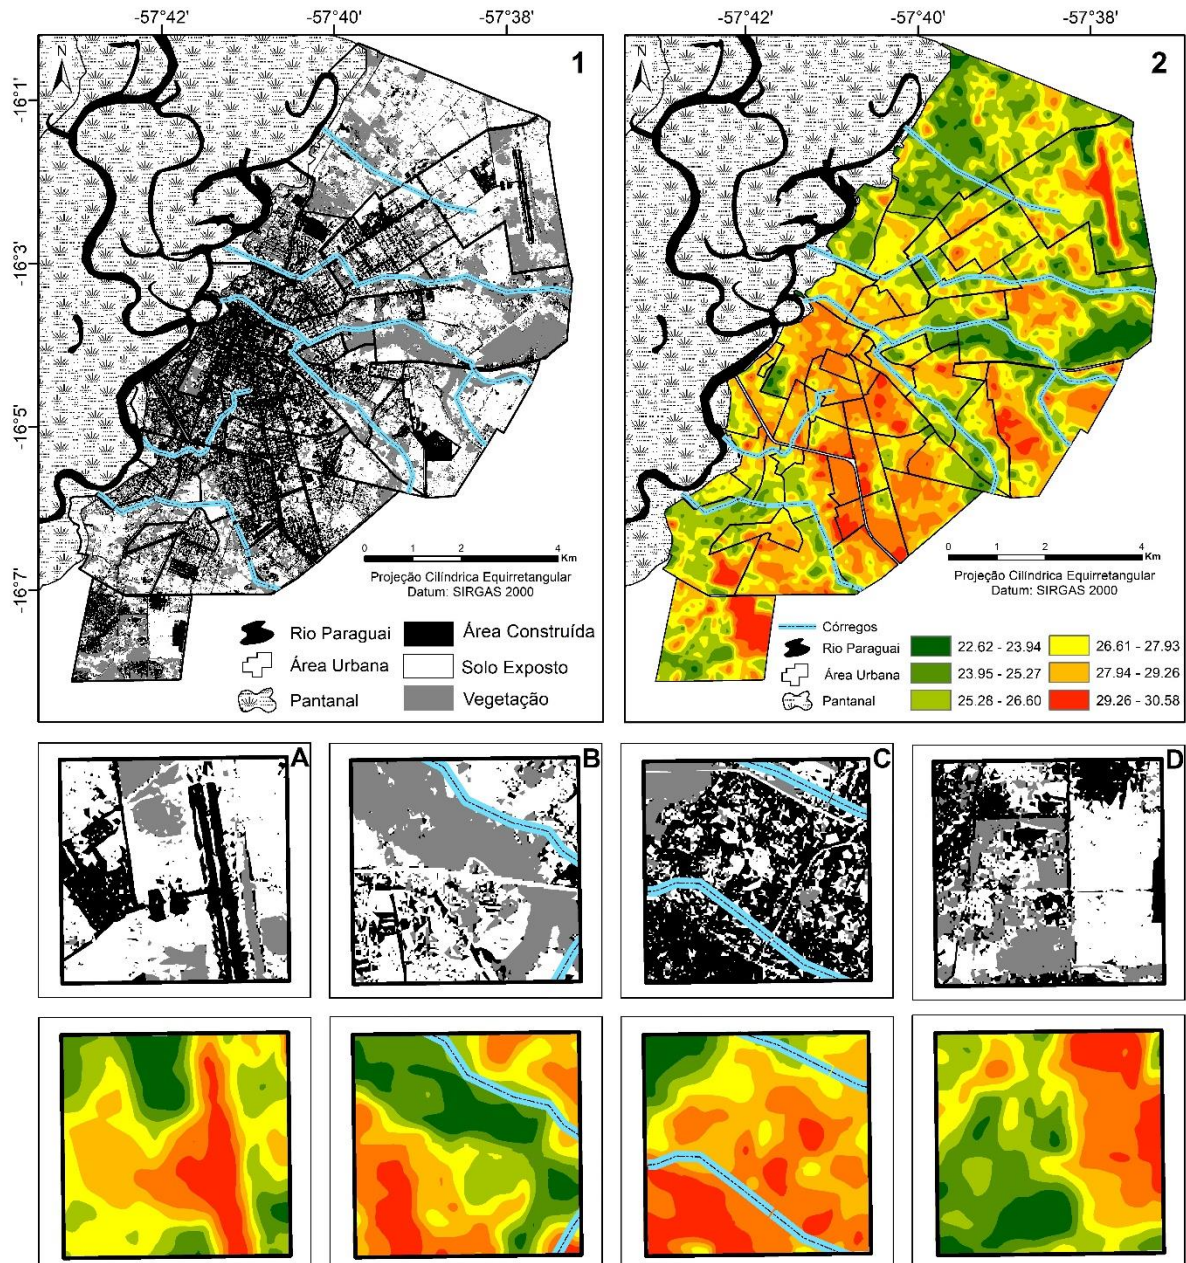 -57°42' -57°40' -57°38' -57°42' -57°40' -57°38'
N 1 N 2
-16°1'
-16°3'
-16°5'
-16°7'
0 1 2 4 Km
Projeção Cilíndrica Equirretangular
Datum: SIRGAS 2000
Rio Paraguai Área Construída
Área Urbana Solo Exposto
Pantanal Vegetação
0 1 2 4 Km
Projeção Cilíndrica Equirretangular
Datum: SIRGAS 2000
Córregos
Rio Paraguai 22.62 - 23.94 26.61 - 27.93
Área Urbana 23.95 - 25.27 27.94 - 29.26
Pantanal 25.28 - 26.60 29.26 - 30.58
A B C D